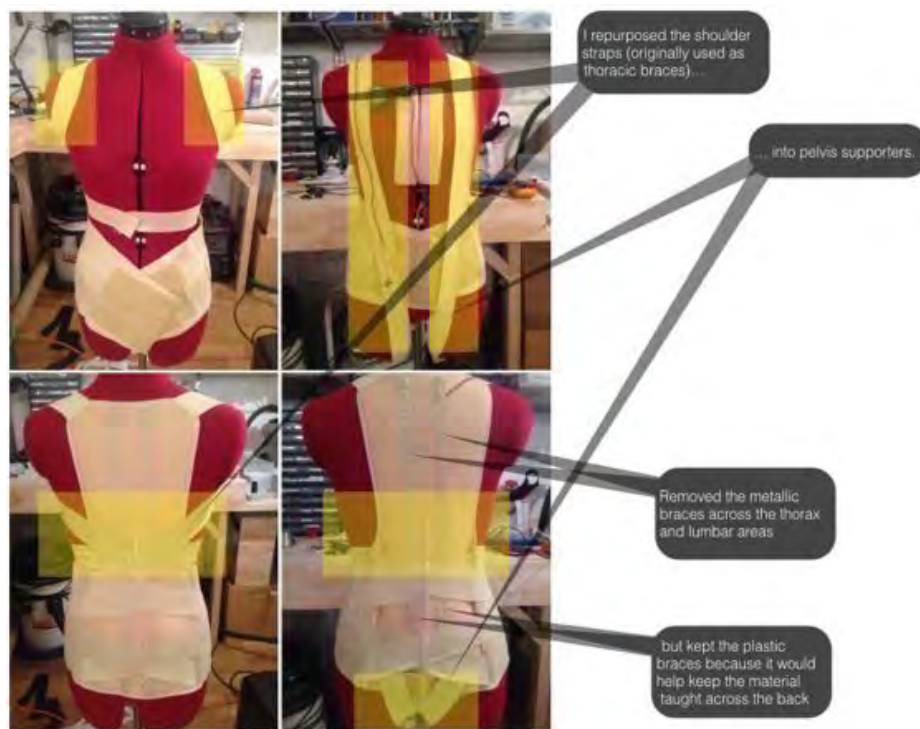 I repurposed the shoulder
straps (originally used as
thoracic braces)...
... into pelvis supporters.
Removed the metallic
braces across the thorax
and lumbar areas
but kept the plastic
braces because it would
help keep the material
taught across the back